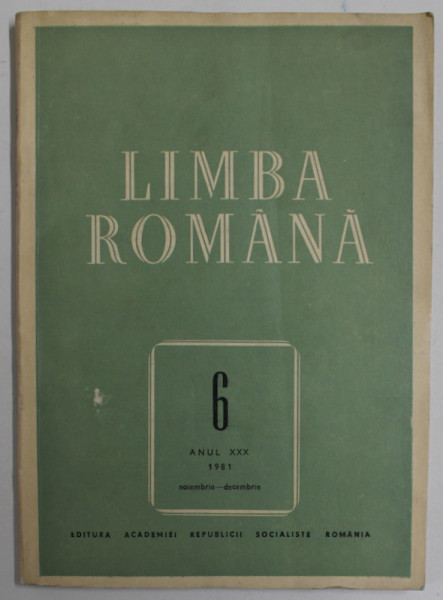 LIMBA
ROMÂNĂ
6
ANUL XXX
1981
noiembrie—decembrie
EDITURA ACADEMIEI REPUBLICII SOCIALISTE ROMÂNIA